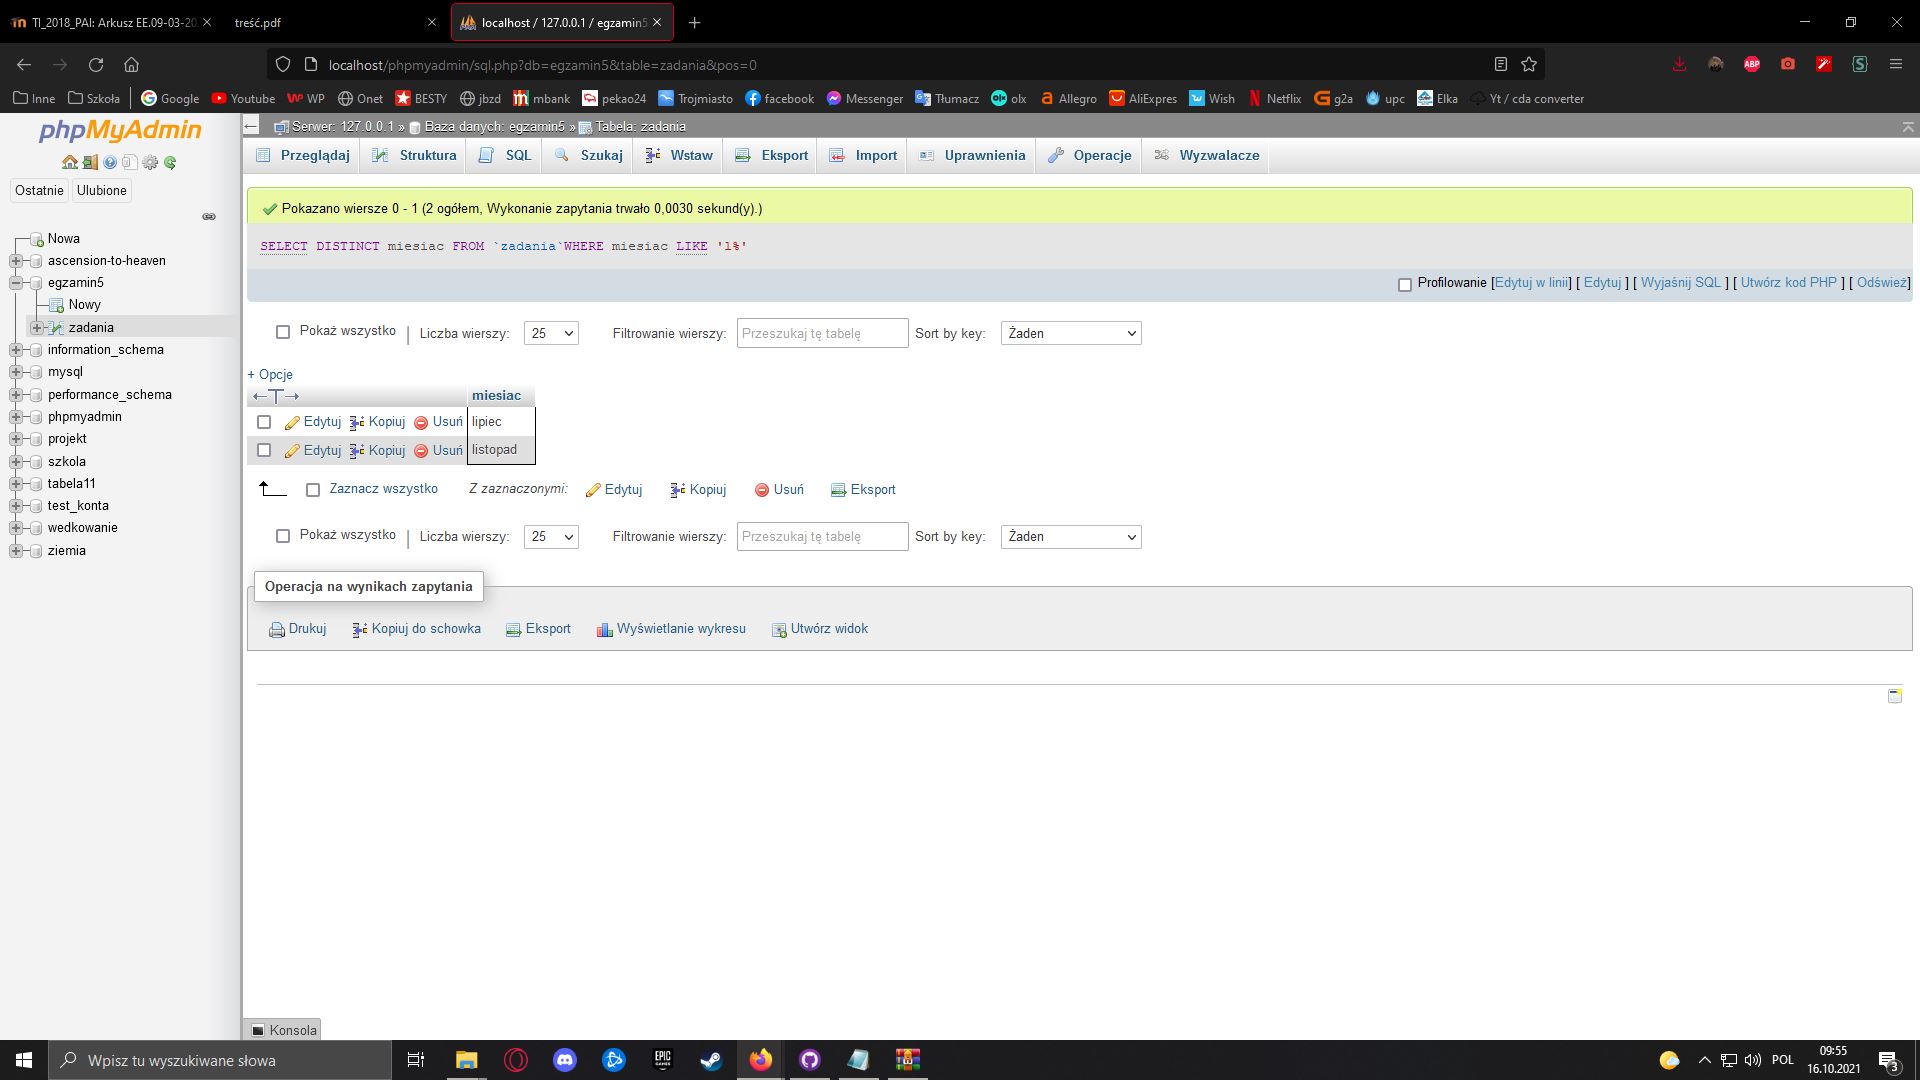 TI_2018_PAI: Arkusz EE.09-03-20
treść.pdf
localhost / 127.0.0.1 / egzamin5
localhost/phpmyadmin/sql.php?db=egzamin5&table=zadania&pos=0
Inne Szkoła Google Youtube WP Onet BESTY jbzd mbank pekao24 Trojmiasto facebook Messenger Tłumacz olx Allegro AliExpres Wish Netflix g2a upc Elka Yt / cda converter
phpMyAdmin
Ostatnie Ulubione
Nowa
ascension-to-heaven
egzamin5
Nowy
zadania
information_schema
mysql
performance_schema
phpmyadmin
projekt
szkola
tabela11
test_konta
wedkowanie
ziemia
Serwer: 127.0.0.1 » Baza danych: egzamin5 » Tabela: zadania
Przeglądaj Struktura SQL Szukaj Wstaw Eksport Import Uprawnienia Operacje Wyzwalacze
Pokazano wiersze 0 - 1 (2 ogółem, Wykonanie zapytania trwało 0,0030 sekund(y).)
SELECT DISTINCT miesiac FROM `zadania`WHERE miesiac LIKE 'l%'
Profilowanie [Edytuj w linii] [ Edytuj ] [ Wyjaśnij SQL ] [ Utwórz kod PHP ] [ Odśwież]
Pokaż wszystko | Liczba wierszy: 25 Filtrowanie wierszy: Przeszukaj tę tabelę Sort by key: Żaden
+ Opcje
←T→ miesiac
Edytuj Kopiuj Usuń lipiec
Edytuj Kopiuj Usuń listopad
Zaznacz wszystko Z zaznaczonymi: Edytuj Kopiuj Usuń Eksport
Pokaż wszystko | Liczba wierszy: 25 Filtrowanie wierszy: Przeszukaj tę tabelę Sort by key: Żaden
Operacja na wynikach zapytania
Drukuj Kopiuj do schowka Eksport Wyświetlanie wykresu Utwórz widok
Konsola
Wpisz tu wyszukiwane słowa
POL
09:55
16.10.2021
3